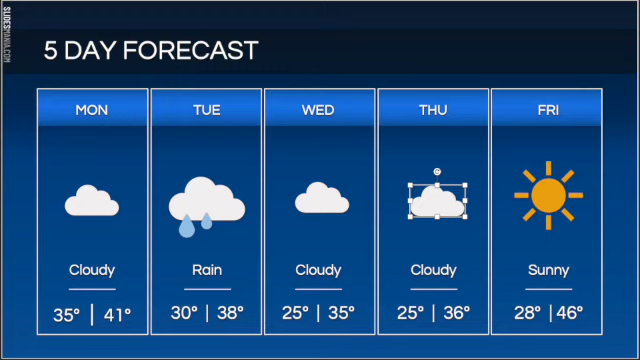 SLIDESMANIA.COM
5 DAY FORECAST
MON
Cloudy
35° | 41°
TUE
Rain
30° | 38°
WED
Cloudy
25° | 35°
THU
Cloudy
25° | 36°
FRI
Sunny
28° | 46°